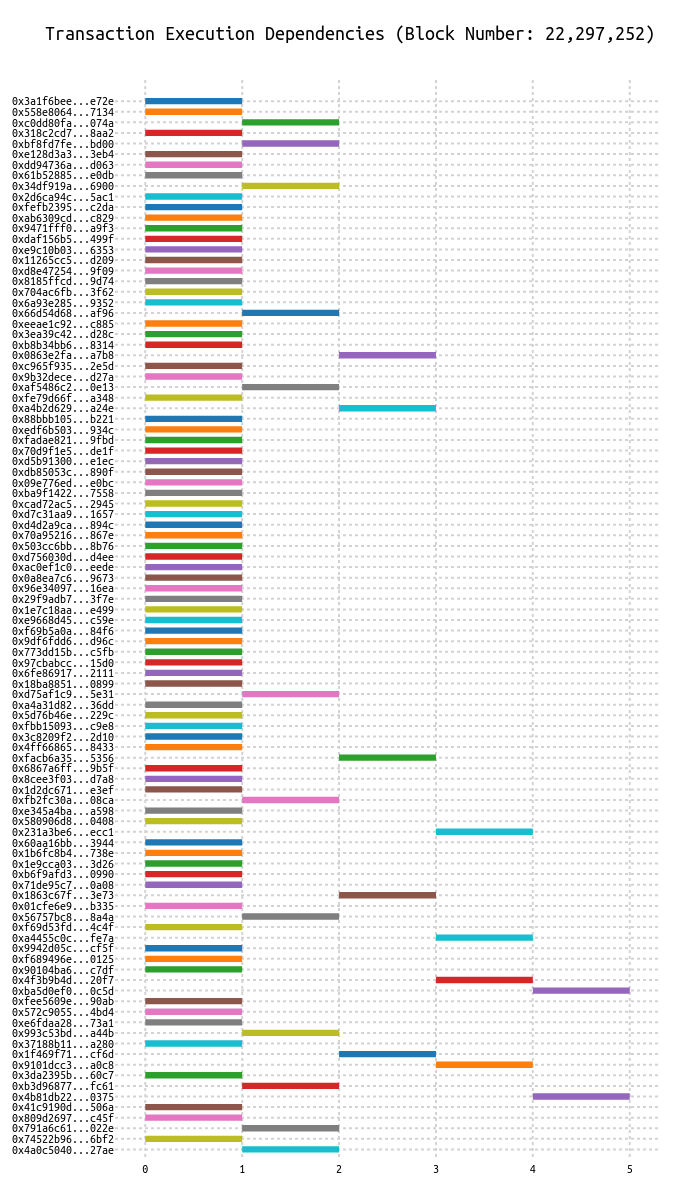 Transaction Execution Dependencies (Block Number: 22,297,252)
0x3a1f6bee...e72e
0x558e8064...7134
0xc0dd80fa...074a
0x318c2cd7...8aa2
0xbf8fd7fe...bd00
0xe128d3a3...3eb4
0xdd94736a...d063
0x61b52885...e0db
0x34df919a...6900
0x2d6ca94c...5ac1
0xfefb2395...c2da
0xab6309cd...c829
0x9471fff0...a9f3
0xdaf156b5...499f
0xe9c10b03...6353
0x11265cc5...d209
0xd8e47254...9f09
0x8185ffcd...9d74
0x704ac6fb...3f62
0x6a93e285...9352
0x66d54d68...af96
0xeeae1c92...c885
0x3ea39c42...d28c
0xb8b34bb6...8314
0x0863e2fa...a7b8
0xc965f935...2e5d
0x9b32dece...d27a
0xaf5486c2...0e13
0xfe79d66f...a348
0xa4b2d629...a24e
0x88bbb105...b221
0xedf6b503...934c
0xfadae821...9fbd
0x70d9f1e5...de1f
0xd5b91300...e1ec
0xdb85053c...890f
0x09e776ed...e0bc
0xba9f1422...7558
0xcad72ac5...2945
0xd7c31aa9...1657
0xd4d2a9ca...894c
0x70a95216...867e
0x503cc6bb...8b76
0xd756030d...d4ee
0xac0ef1c0...eede
0x0a8ea7c6...9673
0x96e34097...16ea
0x29f9adb7...3f7e
0x1e7c18aa...e499
0xe9668d45...c59e
0xf69b5a0a...84f6
0x9df6fdd6...d96c
0x773dd15b...c5fb
0x97cbabcc...15d0
0x6fe86917...2111
0x18ba8851...0899
0xd75af1c9...5e31
0xa4a31d82...36dd
0x5d76b46e...229c
0xfbb15093...c9e8
0x3c8209f2...2d10
0x4ff66865...8433
0xfacb6a35...5356
0x6867a6ff...9b5f
0x8cee3f03...d7a8
0x1d2dc671...e3ef
0xfb2fc30a...08ca
0xe345a4ba...a598
0x580906d8...0408
0x231a3be6...ecc1
0x60aa16bb...3944
0x1b6fc8b4...738e
0x1e9cca03...3d26
0xb6f9afd3...0990
0x71de95c7...0a08
0x1863c67f...3e73
0x01cfe6e9...b335
0x56757bc8...8a4a
0xf69d53fd...4c4f
0xa4455c0c...fe7a
0x9942d05c...cf5f
0xf689496e...0125
0x90104ba6...c7df
0x4f3b9b4d...20f7
0xba5d0ef0...0c5d
0xfee5609e...90ab
0x572c9055...4bd4
0xe6fdaa28...73a1
0x993c53bd...a44b
0x37188b11...a280
0x1f469f71...cf6d
0x9101dcc3...a0c8
0x3da2395b...60c7
0xb3d96877...fc61
0x4b81db22...0375
0x41c9190d...506a
0x809d2697...c45f
0x791a6c61...022e
0x74522b96...6bf2
0x4a0c5040...27ae
0 1 2 3 4 5